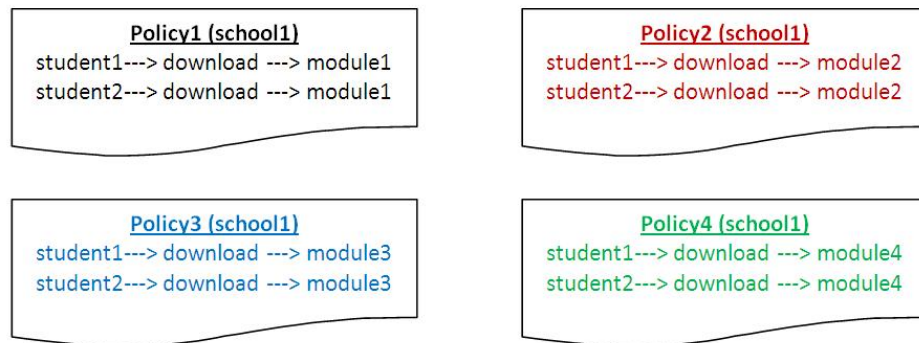 Policy1 (school1)
student1---> download ---> module1
student2---> download ---> module1
Policy2 (school1)
student1---> download ---> module2
student2---> download ---> module2
Policy3 (school1)
student1---> download ---> module3
student2---> download ---> module3
Policy4 (school1)
student1---> download ---> module4
student2---> download ---> module4